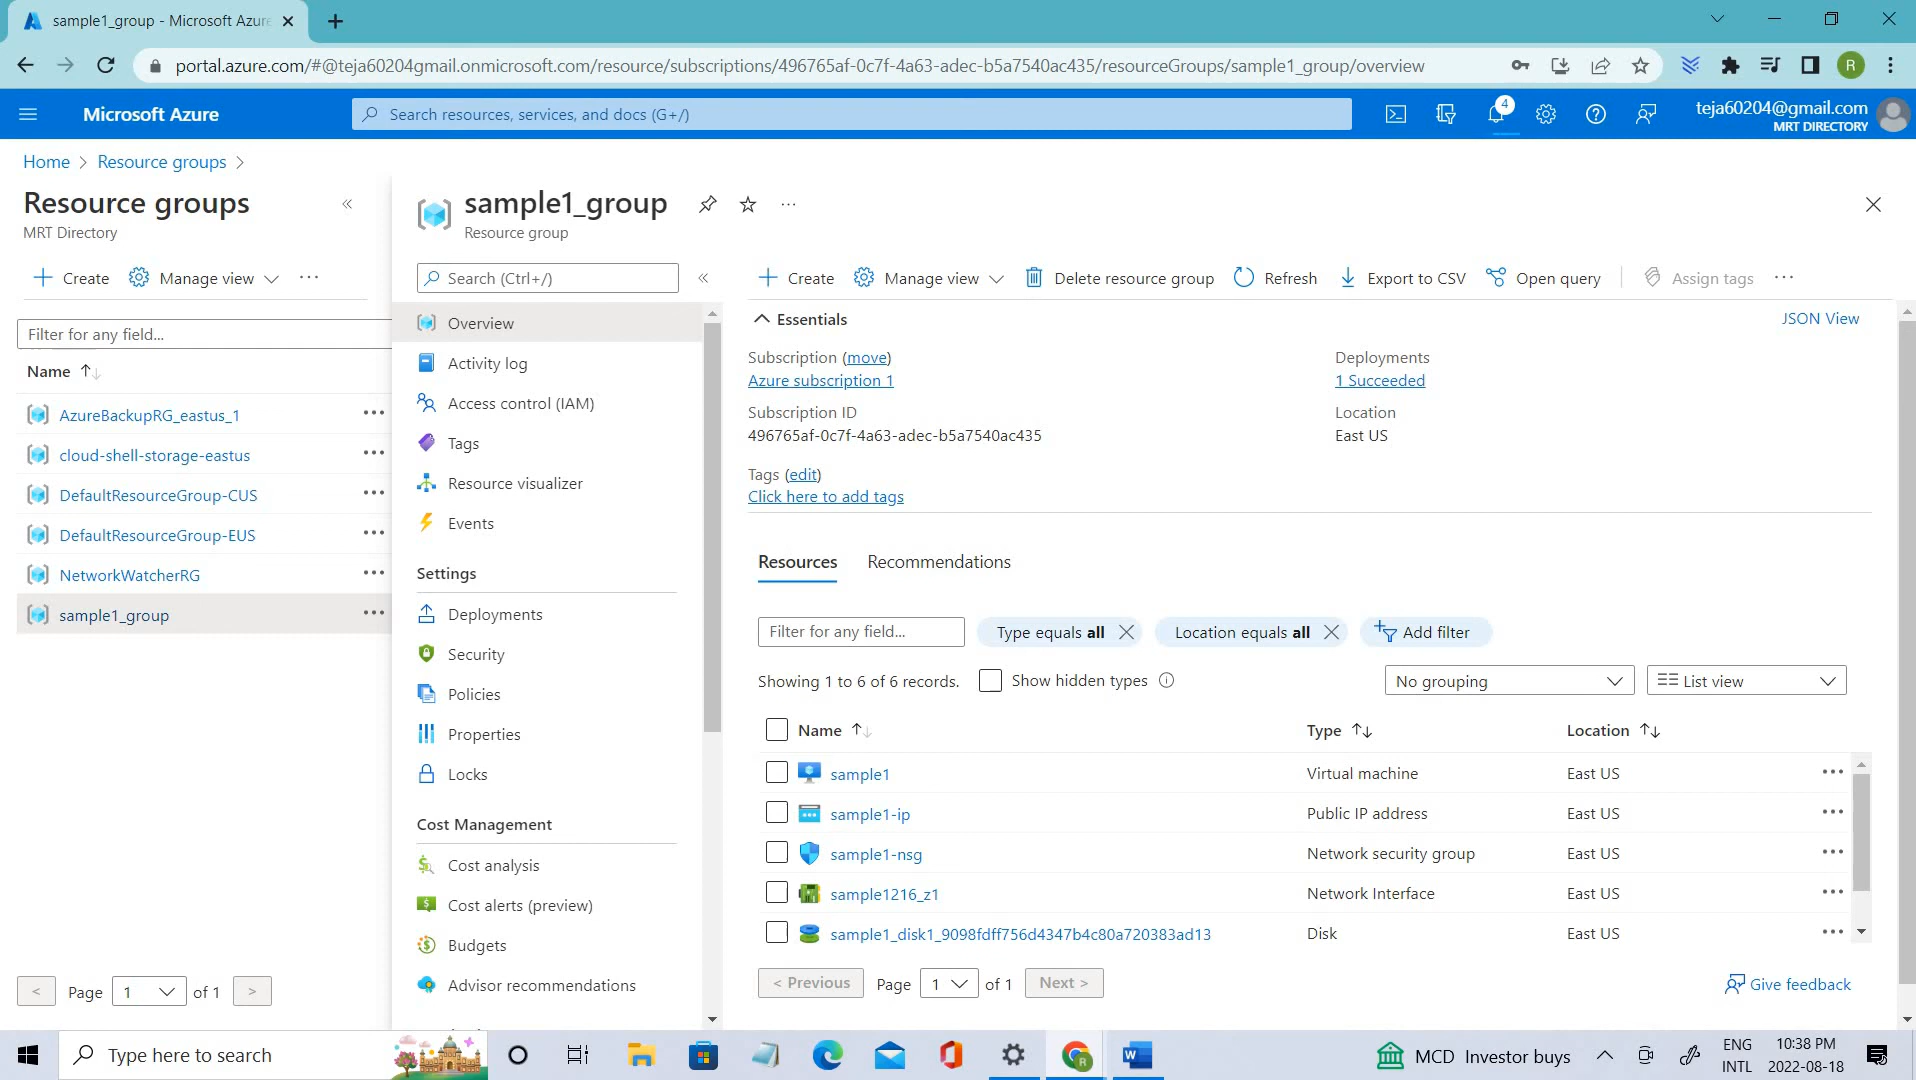 sample1_group - Microsoft Azure
portal.azure.com/#@teja60204gmail.onmicrosoft.com/resource/subscriptions/496765af-0c7f-4a63-adec-b5a7540ac435/resourceGroups/sample1_group/overview
R
Microsoft Azure
Search resources, services, and docs (G+/)
4
teja60204@gmail.com
MRT DIRECTORY
Home > Resource groups >
Resource groups
MRT Directory
Create
Manage view
Filter for any field...
Name
AzureBackupRG_eastus_1
cloud-shell-storage-eastus
DefaultResourceGroup-CUS
DefaultResourceGroup-EUS
NetworkWatcherRG
sample1_group
< Page 1 of 1 >
sample1_group
Resource group
Search (Ctrl+/)
Overview
Activity log
Access control (IAM)
Tags
Resource visualizer
Events
Settings
Deployments
Security
Policies
Properties
Locks
Cost Management
Cost analysis
Cost alerts (preview)
Budgets
Advisor recommendations
Create
Manage view
Delete resource group
Refresh
Export to CSV
Open query
Assign tags
Essentials
JSON View
Subscription (move)
Azure subscription 1
Subscription ID
496765af-0c7f-4a63-adec-b5a7540ac435
Tags (edit)
Click here to add tags
Deployments
1 Succeeded
Location
East US
Resources Recommendations
Filter for any field...
Type equals all
Location equals all
Add filter
Showing 1 to 6 of 6 records.
Show hidden types
No grouping
List view
Name Type Location
sample1 Virtual machine East US
sample1-ip Public IP address East US
sample1-nsg Network security group East US
sample1216_z1 Network Interface East US
sample1_disk1_9098fdff756d4347b4c80a720383ad13 Disk East US
< Previous Page 1 of 1 Next >
Give feedback
Type here to search
MCD Investor buys
ENG
INTL
10:38 PM
2022-08-18